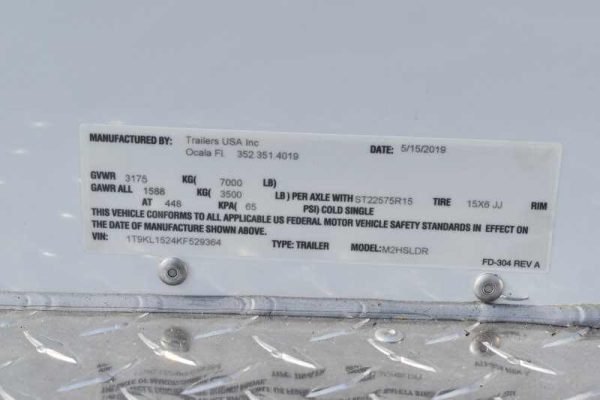 MANUFACTURED BY: Trailers USA Inc DATE: 5/15/2019
Ocala Fl. 352.351.4019
GVWR 3175 KG( 7000 LB)
GAWR ALL 1588 KG( 3500 LB) PER AXLE WITH ST22575R15 TIRE 15X6 JJ RIM
AT 448 KPA( 65 PSI) COLD SINGLE
THIS VEHICLE CONFORMS TO ALL APPLICABLE US FEDERAL MOTOR VEHICLE SAFETY STANDARDS IN EFFECT ON
THE DATE OF MANUFACTURE SHOWN ABOVE.
VIN: 1T9KL1524KF529364 TYPE: TRAILER MODEL: M2HSLDR
FD-304 REV A